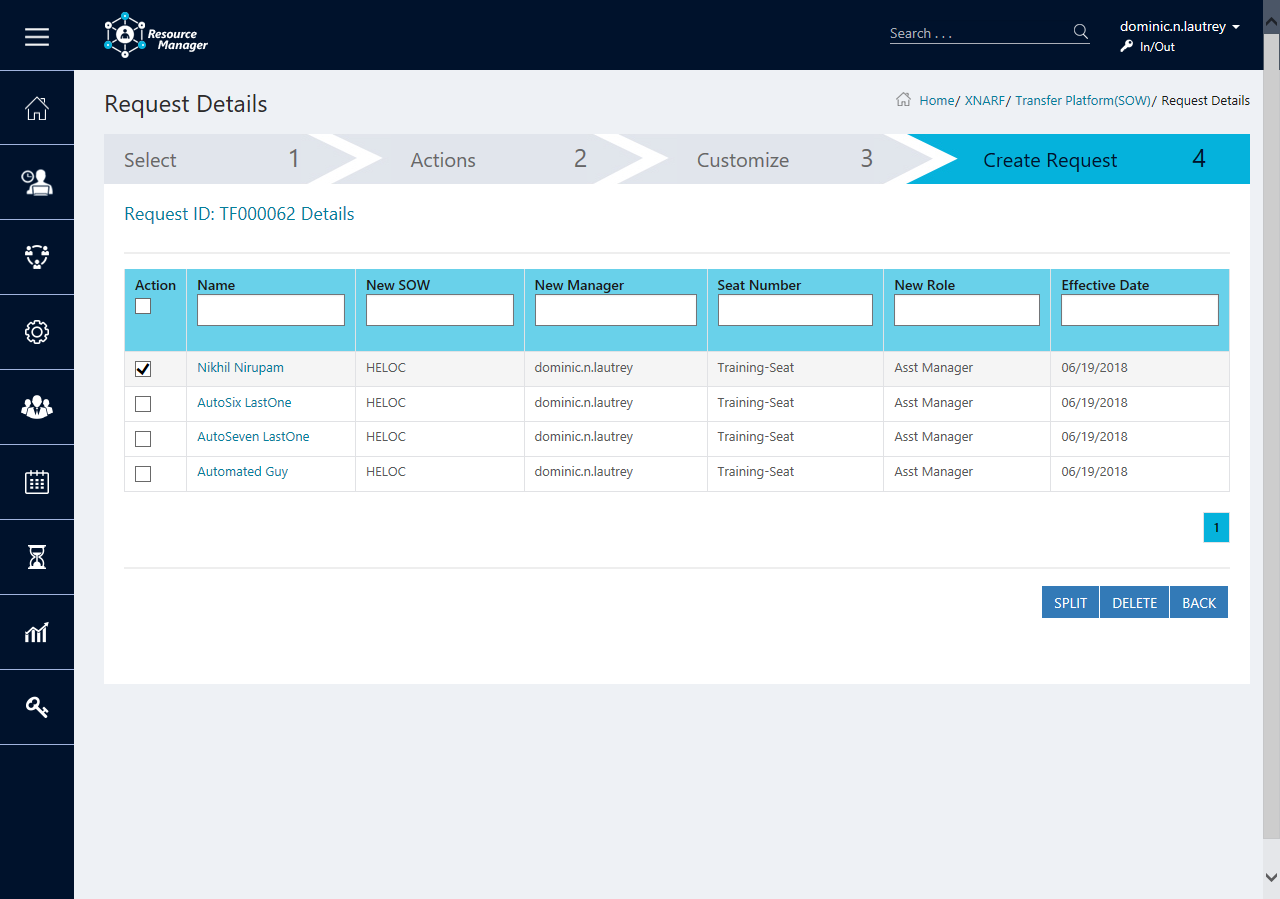 Resource Manager
Search . . .
dominic.n.lautrey
In/Out
Request Details
Home/ XNARF/ Transfer Platform(SOW)/ Request Details
Select 1 Actions 2 Customize 3 Create Request 4
Request ID: TF000062 Details
Action Name New SOW New Manager Seat Number New Role Effective Date
Nikhil Nirupam HELOC dominic.n.lautrey Training-Seat Asst Manager 06/19/2018
AutoSix LastOne HELOC dominic.n.lautrey Training-Seat Asst Manager 06/19/2018
AutoSeven LastOne HELOC dominic.n.lautrey Training-Seat Asst Manager 06/19/2018
Automated Guy HELOC dominic.n.lautrey Training-Seat Asst Manager 06/19/2018
1
SPLIT DELETE BACK